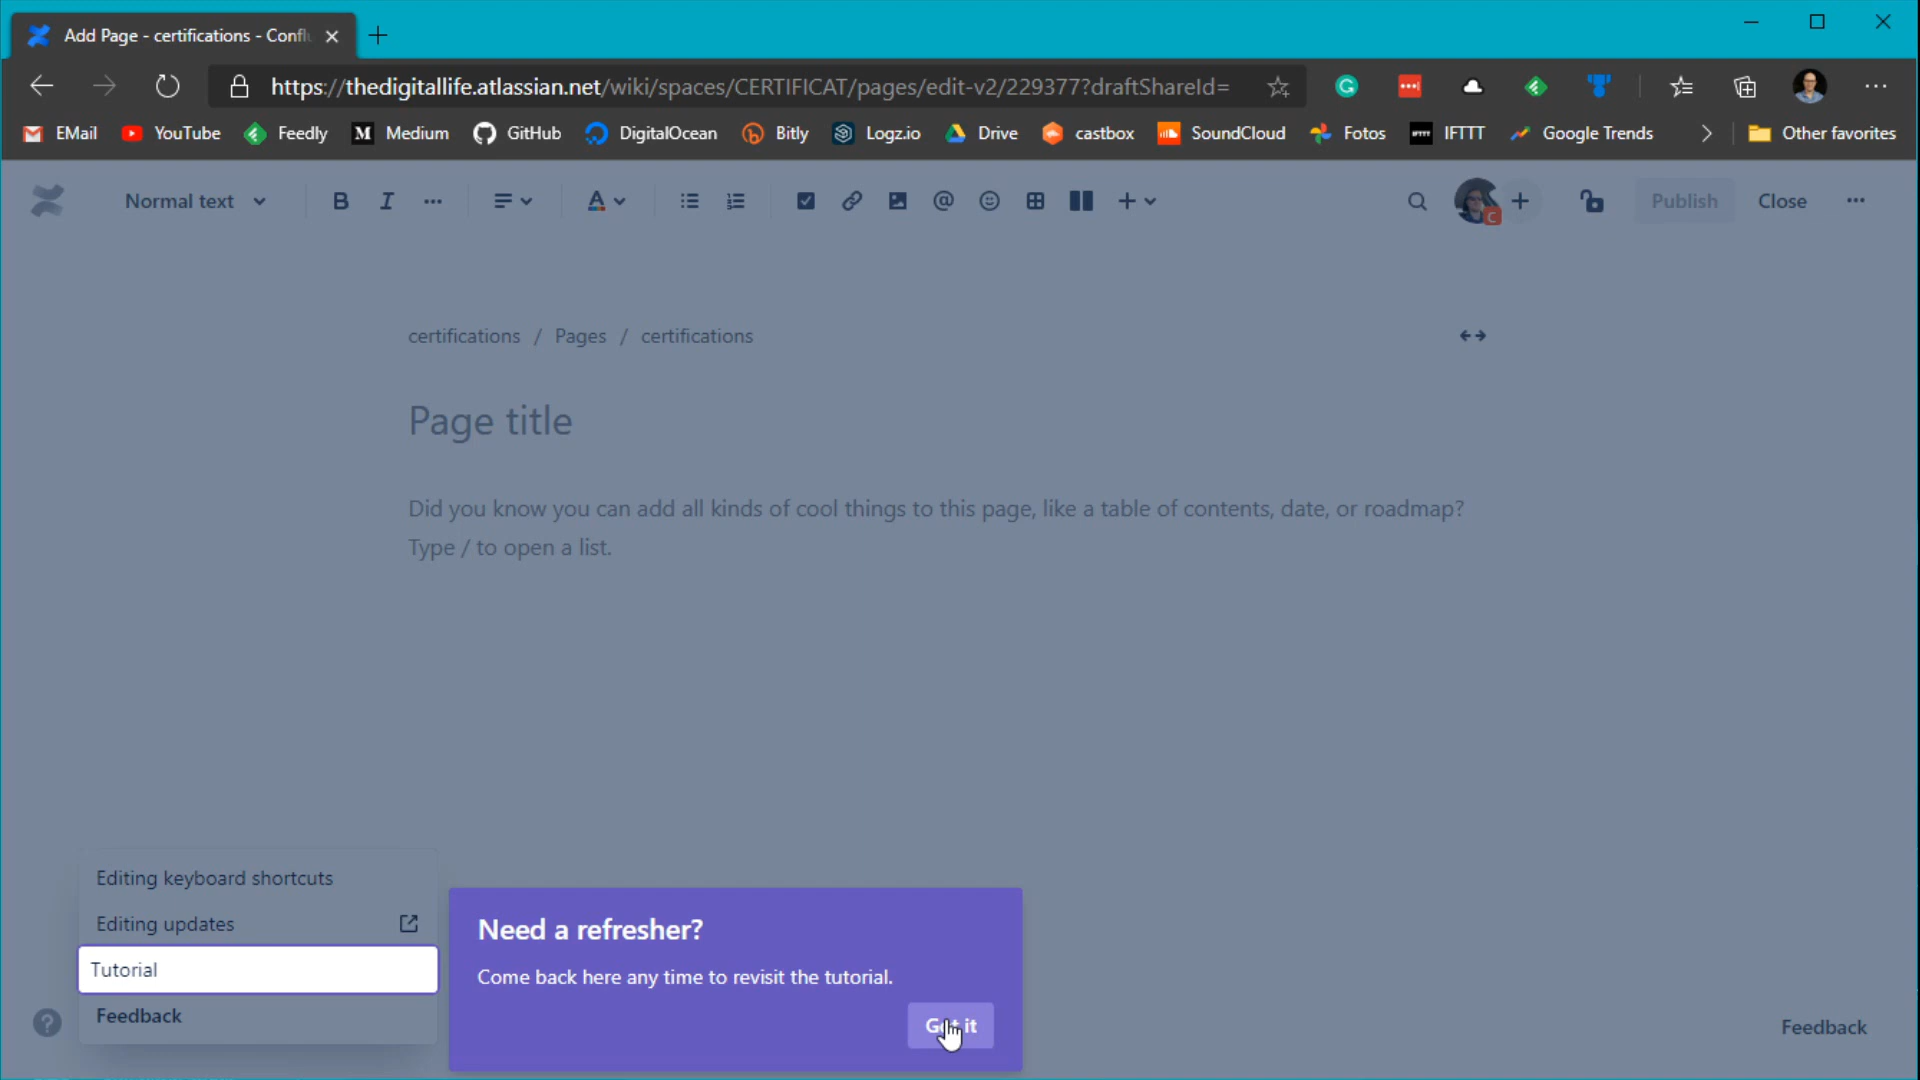 Add Page - certifications - Confl
https://thedigitallife.atlassian.net/wiki/spaces/CERTIFICAT/pages/edit-v2/229377?draftShareId=
EMail YouTube Feedly Medium GitHub DigitalOcean Bitly Logz.io Drive castbox SoundCloud Fotos IFTTT Google Trends Other favorites
Normal text Publish Close
certifications / Pages / certifications
Page title
Did you know you can add all kinds of cool things to this page, like a table of contents, date, or roadmap?
Type / to open a list.
Editing keyboard shortcuts
Editing updates
Tutorial
Feedback
Need a refresher?
Come back here any time to revisit the tutorial.
Got it
Feedback